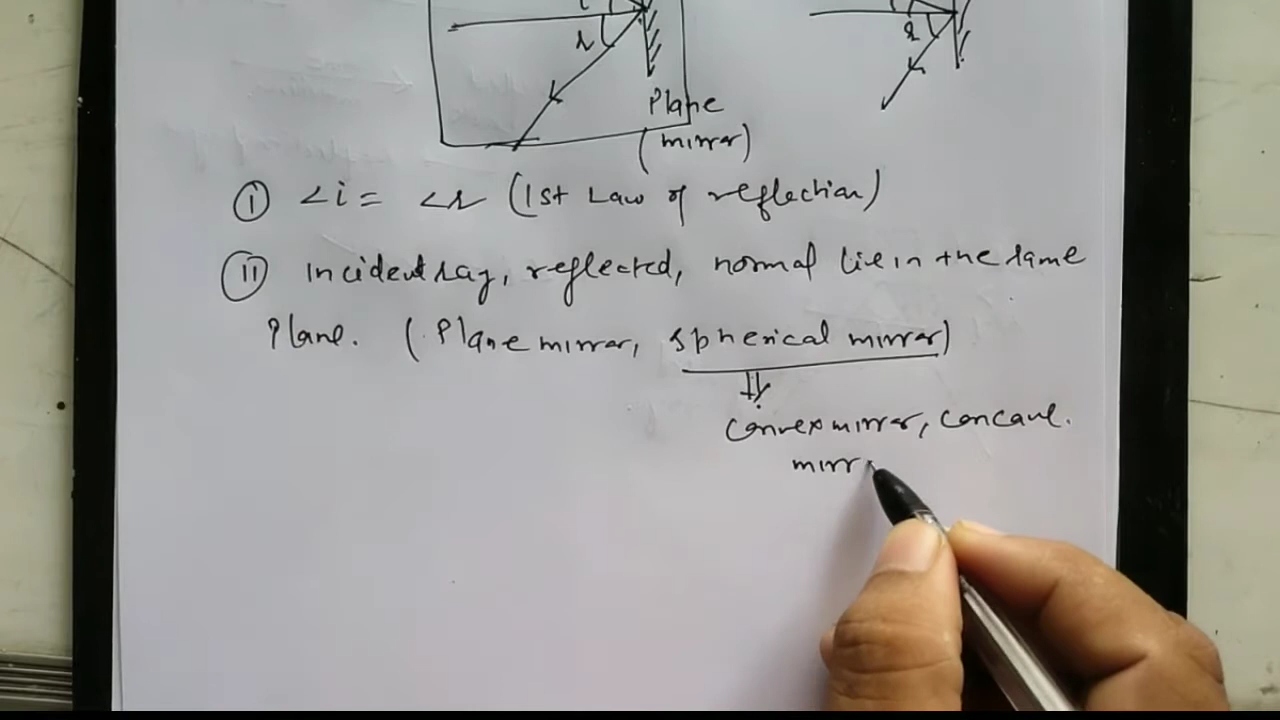 i
r
r
Plane
(mirror)
(i) <i = <r (1st Law of reflection)
(ii) incident ray, reflected, normal lie in the same
Plane. (Plane mirror, spherical mirror)
Convex mirror, Concave.
mirr